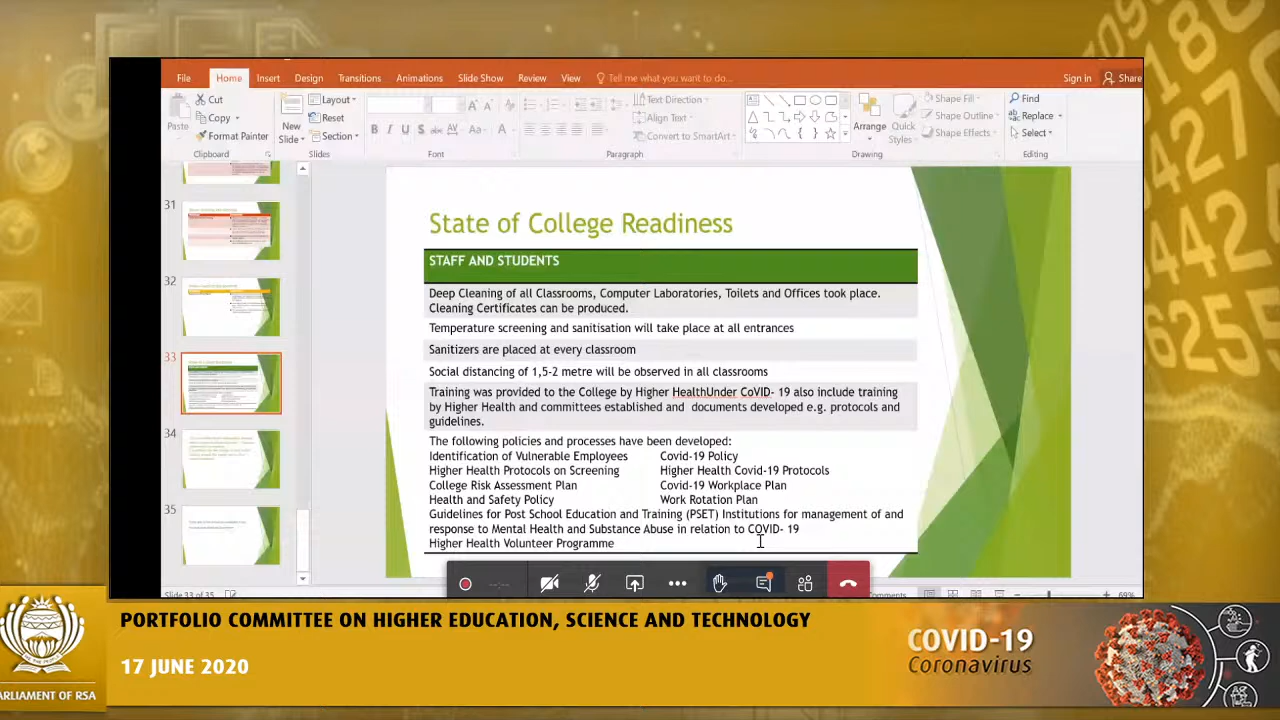 File Home Insert Design Transitions Animations Slide Show Review View Tell me what you want to do... Sign in Share
Cut
Copy
Format Painter
Paste
Clipboard
New Slide
Layout
Reset
Section
Slides
B I U S abc AV Aa A
Font
Text Direction
Align Text
Convert to SmartArt
Paragraph
Arrange
Quick Styles
Shape Fill
Shape Outline
Shape Effects
Drawing
Find
Replace
Select
Editing
31
32
33
34
35
State of College Readiness
STAFF AND STUDENTS
Deep Cleaning of all Classrooms, Computer Laboratories, Toilets and Offices took place.
Cleaning Certificates can be produced.
Temperature screening and sanitisation will take place at all entrances
Sanitizers are placed at every classroom
Social distancing of 1,5-2 metre will be observed in all classrooms
Training was provided to the College by Higher HealthUnder CoVID- 19 also include training
by Higher Health and committees established and documents developed e.g. protocols and
guidelines.
The following policies and processes have been developed:
Identification of Vulnerable Employees Covid-19 Policy
Higher Health Protocols on Screening Higher Health Covid-19 Protocols
College Risk Assessment Plan Covid-19 Workplace Plan
Health and Safety Policy Work Rotation Plan
Guidelines for Post School Education and Training (PSET) Institutions for management of and
response to Mental Health and Substance Abuse in relation to COVID- 19
Higher Health Volunteer Programme
Slide 33 of 35
Comments
69%
PORTFOLIO COMMITTEE ON HIGHER EDUCATION, SCIENCE AND TECHNOLOGY
17 JUNE 2020
COVID-19
Coronavirus
ARLIAMENT OF RSA